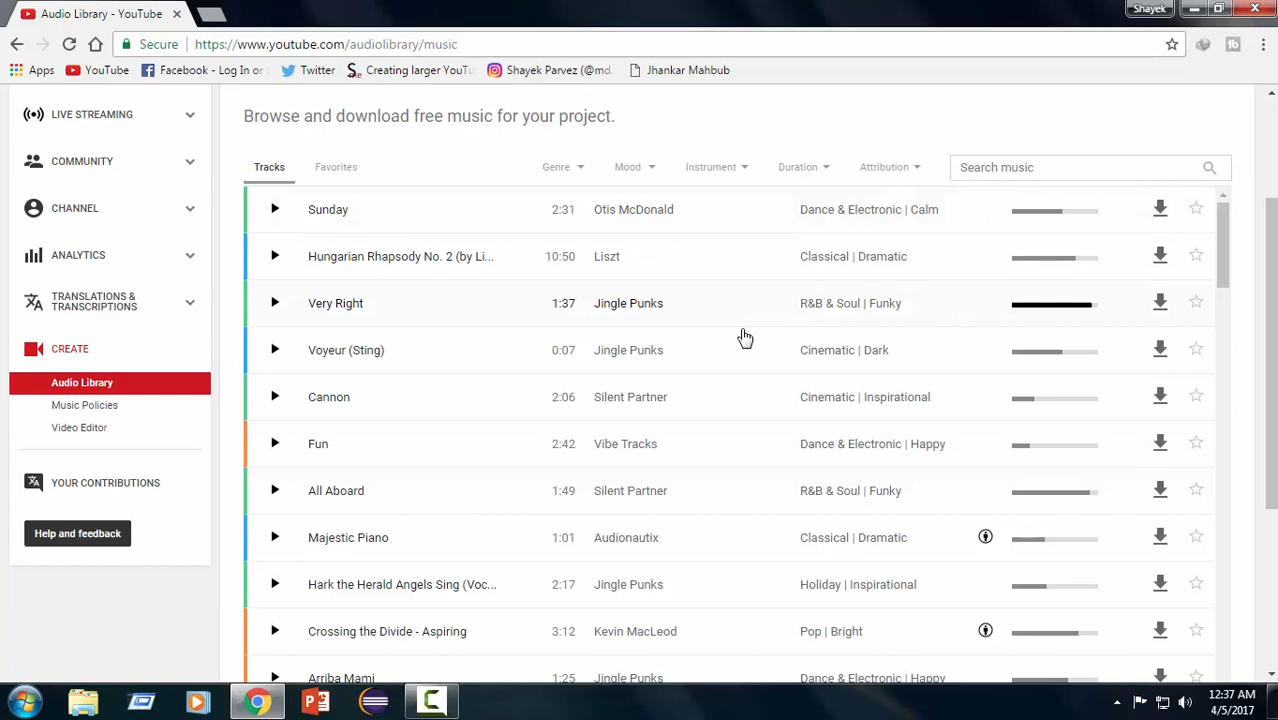 Audio Library - YouTube
Shayek
Secure https://www.youtube.com/audiolibrary/music
Apps YouTube Facebook - Log In or Twitter Creating larger YouTu Shayek Parvez (@md. Jhankar Mahbub
LIVE STREAMING
COMMUNITY
CHANNEL
ANALYTICS
TRANSLATIONS &
TRANSCRIPTIONS
CREATE
Audio Library
Music Policies
Video Editor
YOUR CONTRIBUTIONS
Help and feedback
Browse and download free music for your project.
Tracks Favorites Genre Mood Instrument Duration Attribution Search music
Sunday 2:31 Otis McDonald Dance & Electronic | Calm
Hungarian Rhapsody No. 2 (by Li... 10:50 Liszt Classical | Dramatic
Very Right 1:37 Jingle Punks R&B & Soul | Funky
Voyeur (Sting) 0:07 Jingle Punks Cinematic | Dark
Cannon 2:06 Silent Partner Cinematic | Inspirational
Fun 2:42 Vibe Tracks Dance & Electronic | Happy
All Aboard 1:49 Silent Partner R&B & Soul | Funky
Majestic Piano 1:01 Audionautix Classical | Dramatic
Hark the Herald Angels Sing (Voc... 2:17 Jingle Punks Holiday | Inspirational
Crossing the Divide - Aspiring 3:12 Kevin MacLeod Pop | Bright
Arriba Mami 1:25 Jingle Punks Dance & Electronic | Happy
12:37 AM
4/5/2017